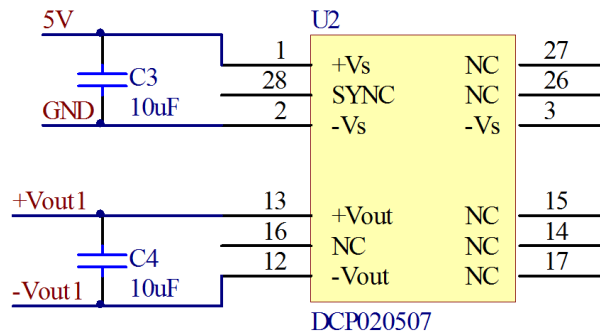 5V
U2
1
+Vs
NC
27
C3
28
SYNC
NC
26
GND
10uF
2
-Vs
-Vs
3
+Vout1
13
+Vout
NC
15
C4
16
NC
NC
14
-Vout1
10uF
12
-Vout
NC
17
DCP020507